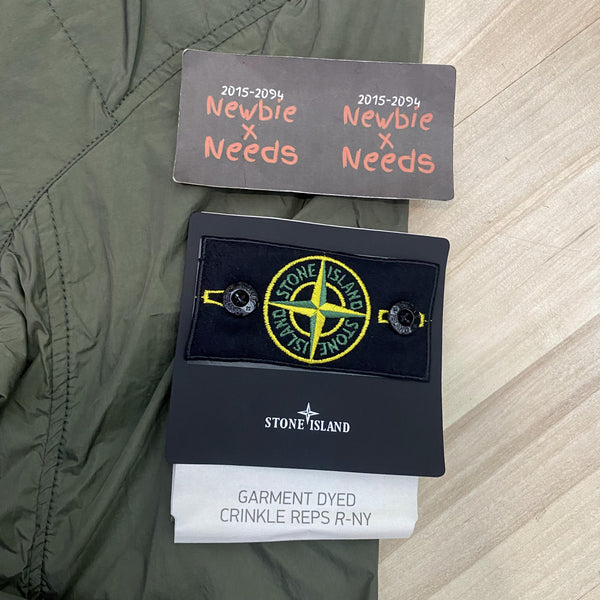 2015-2094
Newbie
x
Needs
2015-2094
Newbie
x
Needs
STONE ISLAND
STONE ISLAND
STONE ISLAND
GARMENT DYED
CRINKLE REPS R-NY